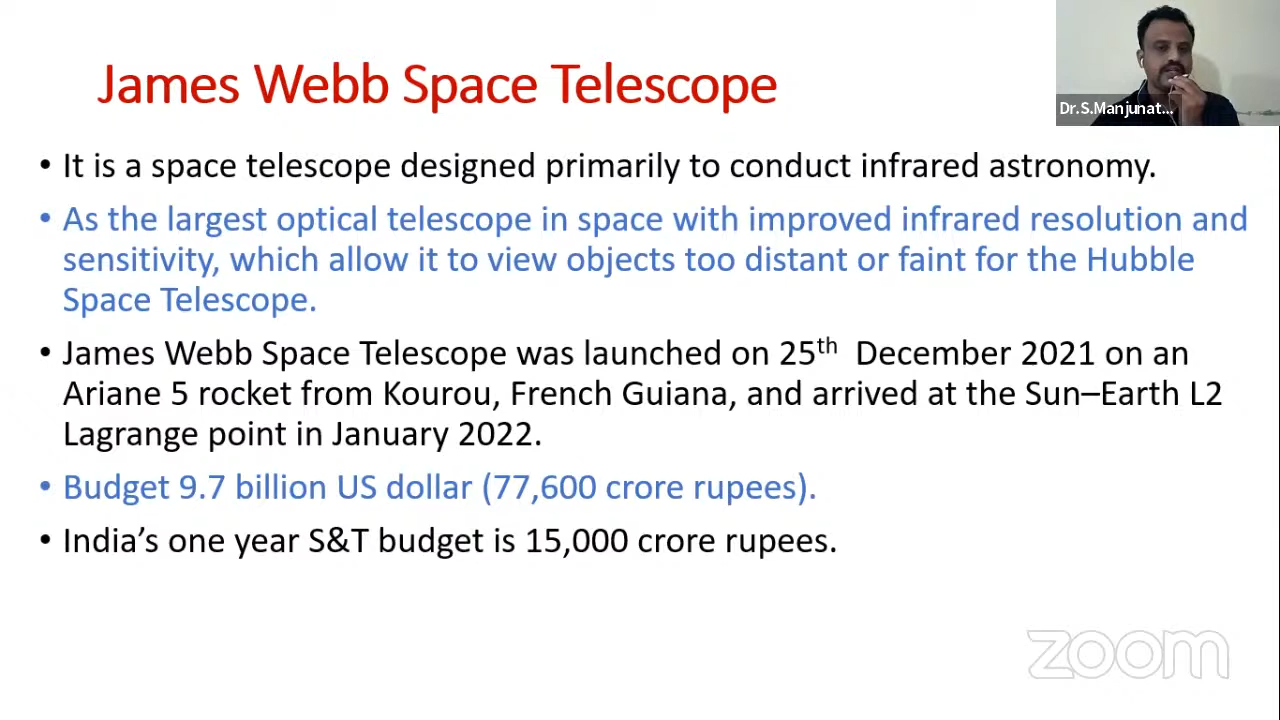 James Webb Space Telescope
Dr.S.Manjunat...
• It is a space telescope designed primarily to conduct infrared astronomy.
• As the largest optical telescope in space with improved infrared resolution and
sensitivity, which allow it to view objects too distant or faint for the Hubble
Space Telescope.
• James Webb Space Telescope was launched on 25th December 2021 on an
Ariane 5 rocket from Kourou, French Guiana, and arrived at the Sun–Earth L2
Lagrange point in January 2022.
• Budget 9.7 billion US dollar (77,600 crore rupees).
• India’s one year S&T budget is 15,000 crore rupees.
zoom